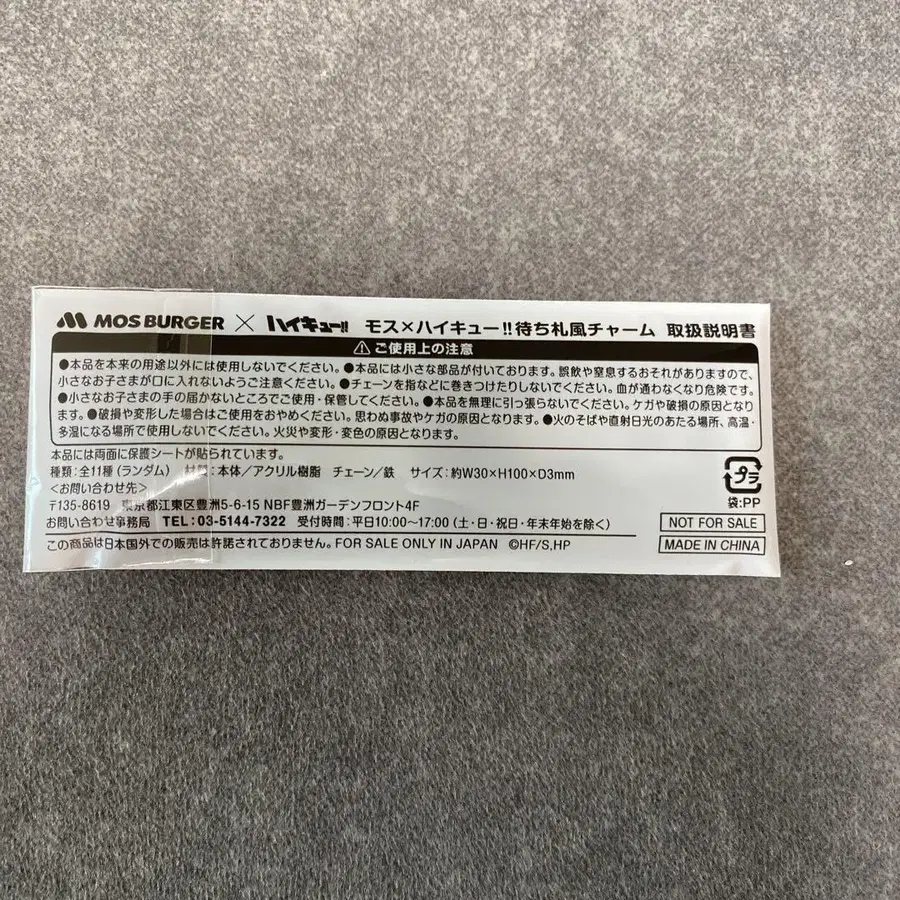 MOS BURGER × ハイキュー!! モス×ハイキュー!!待ち札風チャーム 取扱説明書
⚠ご使用上の注意
●本品を本来の用途以外には使用しないでください。●本品には小さな部品が付いております。誤飲や窒息するおそれがありますので、
小さなお子さまが口に入れないようご注意ください。●チェーンを指などに巻きつけたりしないでください。血が通わなくなり危険です。
●小さなお子さまの手の届かないところでご使用・保管してください。●本品を無理に引っ張らないでください。ケガや破損の原因となり
ます。●破損や変形した場合はご使用をおやめください。思わぬ事故やケガの原因となります。●火のそばや直射日光のあたる場所、高温・
多湿になる場所で使用しないでください。火災や変形・変色の原因となります。
本品には両面に保護シートが貼られています。
種類:全11種(ランダム) 材質:本体/アクリル樹脂 チェーン/鉄 サイズ:約W30×H100×D3mm
<お問い合わせ先>
〒135-8619 東京都江東区豊洲5-6-15 NBF豊洲ガーデンフロント4F
お問い合わせ事務局 TEL:03-5144-7322 受付時間:平日10:00~17:00(土・日・祝日・年末年始を除く)
この商品は日本国外での販売は許諾されておりません。FOR SALE ONLY IN JAPAN ©HF/S,HP
プラ
袋:PP
NOT FOR SALE
MADE IN CHINA